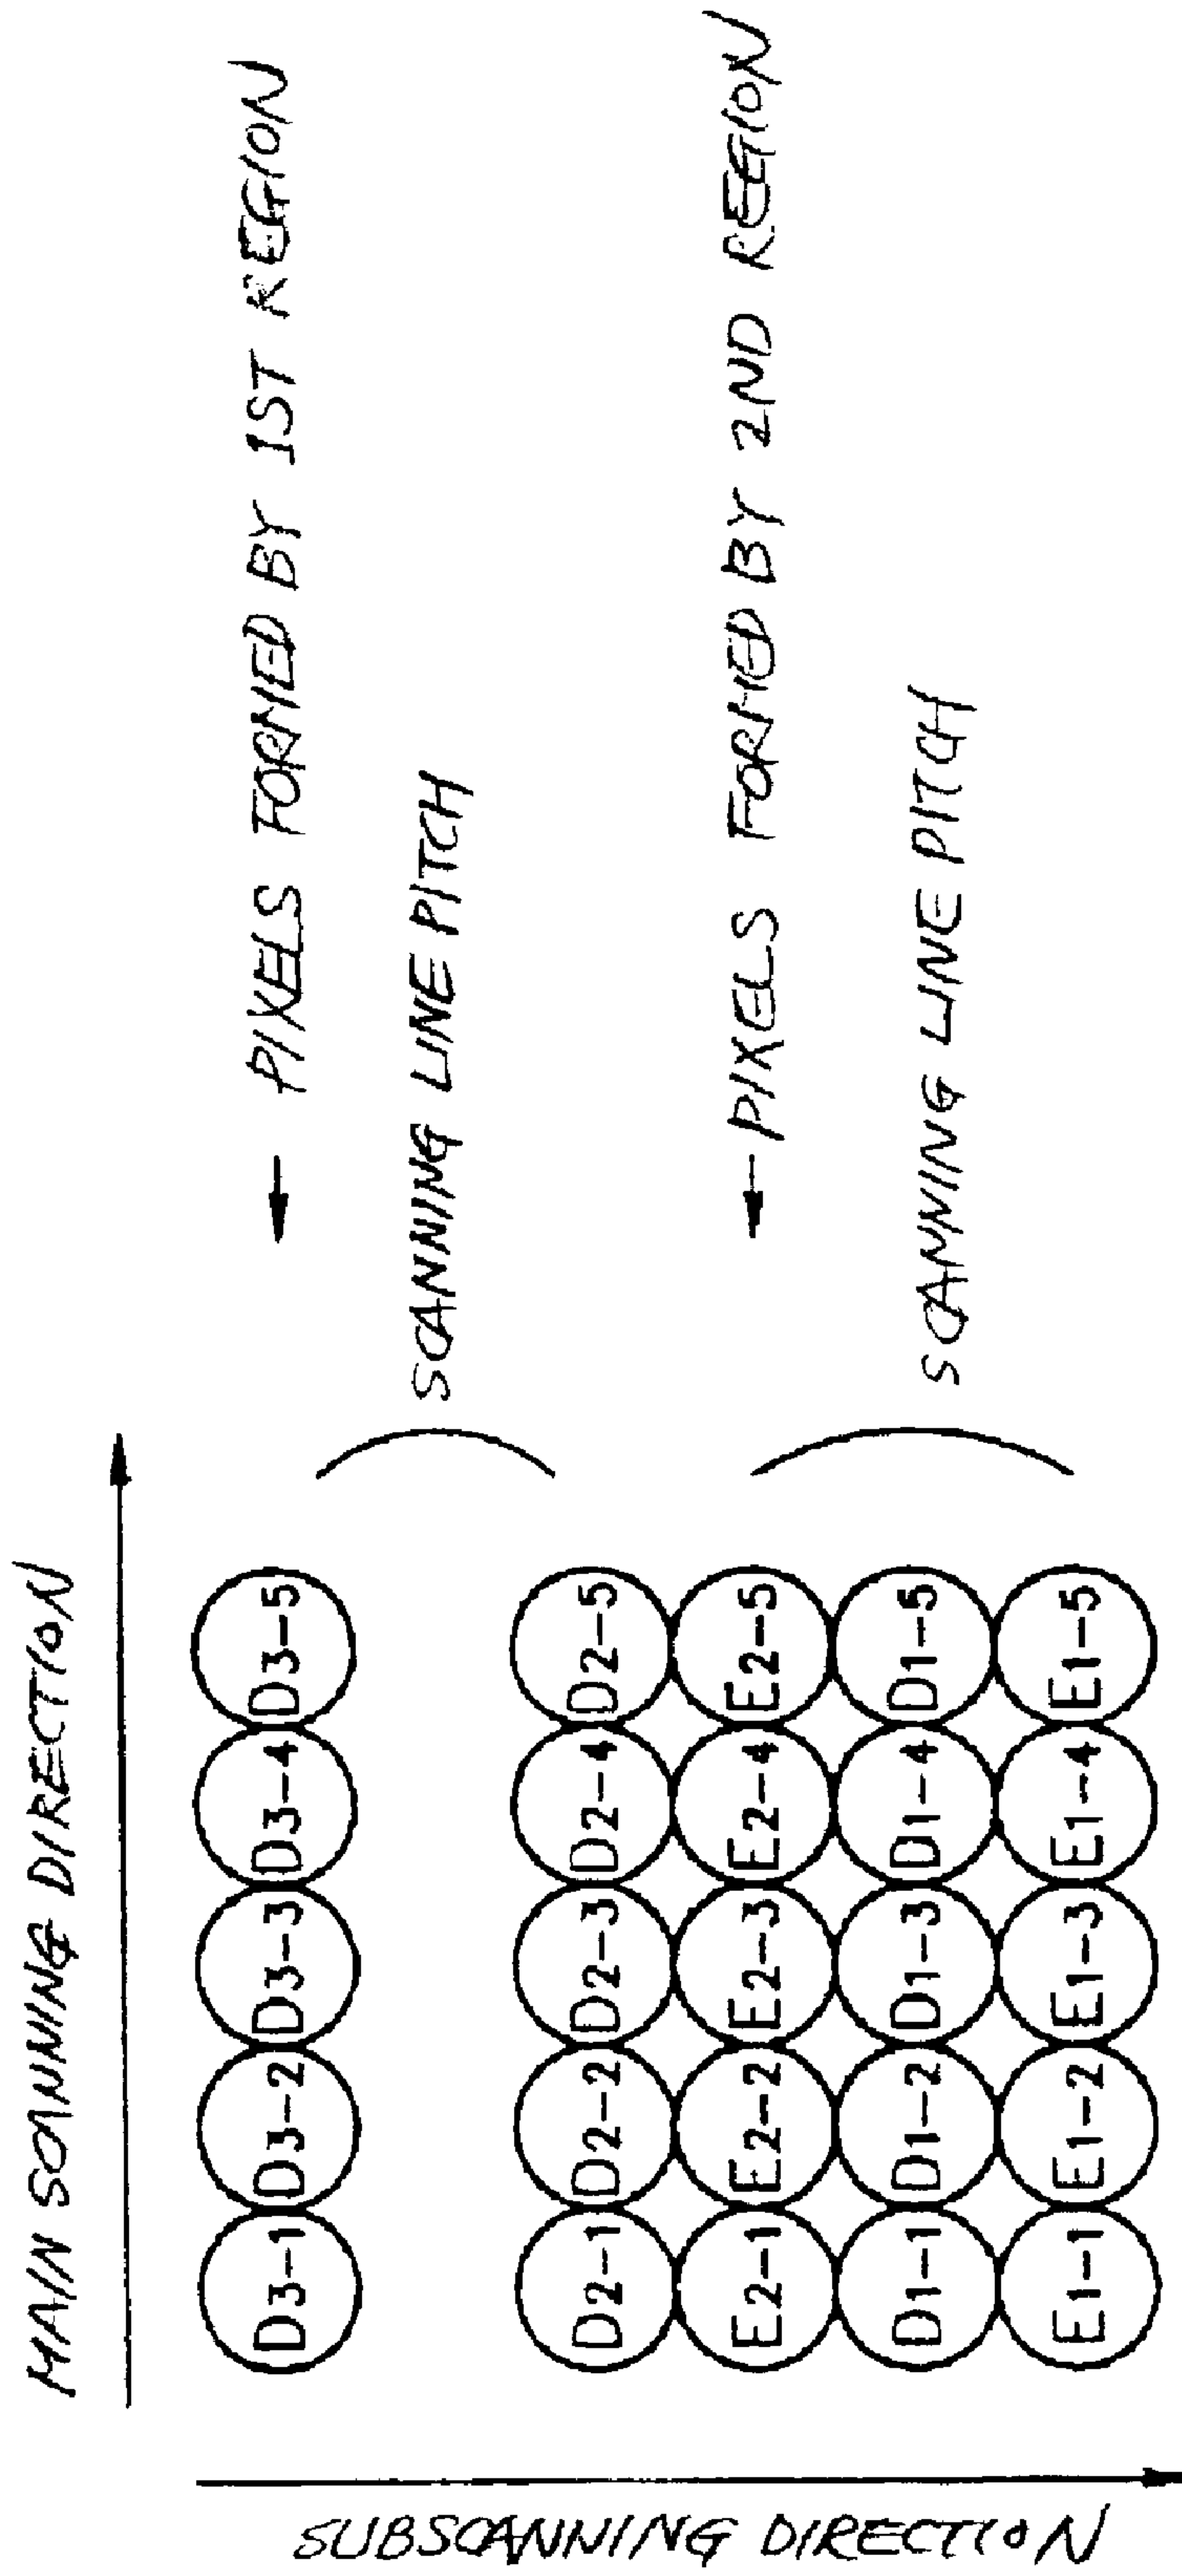 MAIN SCANNING DIRECTION
SUBSCANNING DIRECTION
D3-1 D3-2 D3-3 D3-4 D3-5
← PIXELS FORMED BY 1ST REGION
SCANNING LINE PITCH
D2-1 D2-2 D2-3 D2-4 D2-5
E2-1 E2-2 E2-3 E2-4 E2-5
← PIXELS FORMED BY 2ND REGION
D1-1 D1-2 D1-3 D1-4 D1-5
SCANNING LINE PITCH
E1-1 E1-2 E1-3 E1-4 E1-5